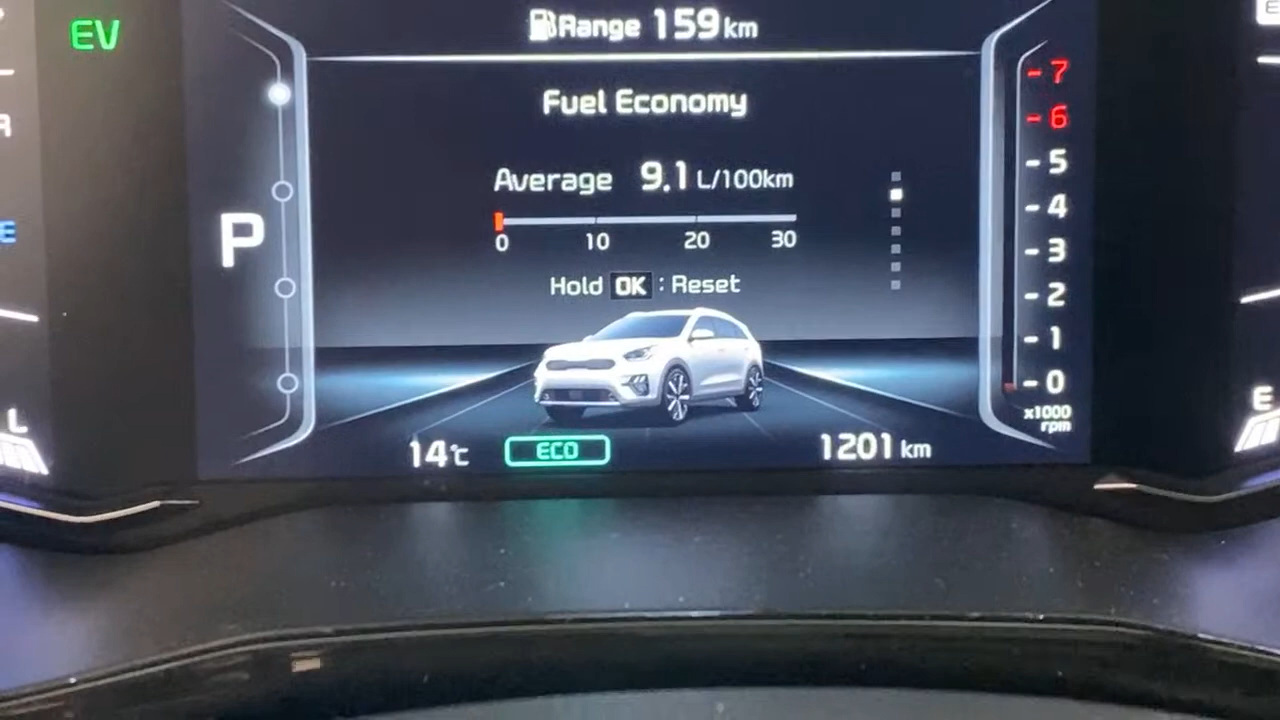 EV
Range 159 km
Fuel Economy
Average 9.1 L/100km
0 10 20 30
Hold OK : Reset
P
14°C
ECO
1201 km
- 7
- 6
- 5
- 4
- 3
- 2
- 1
- 0
x1000
rpm
L
E
E